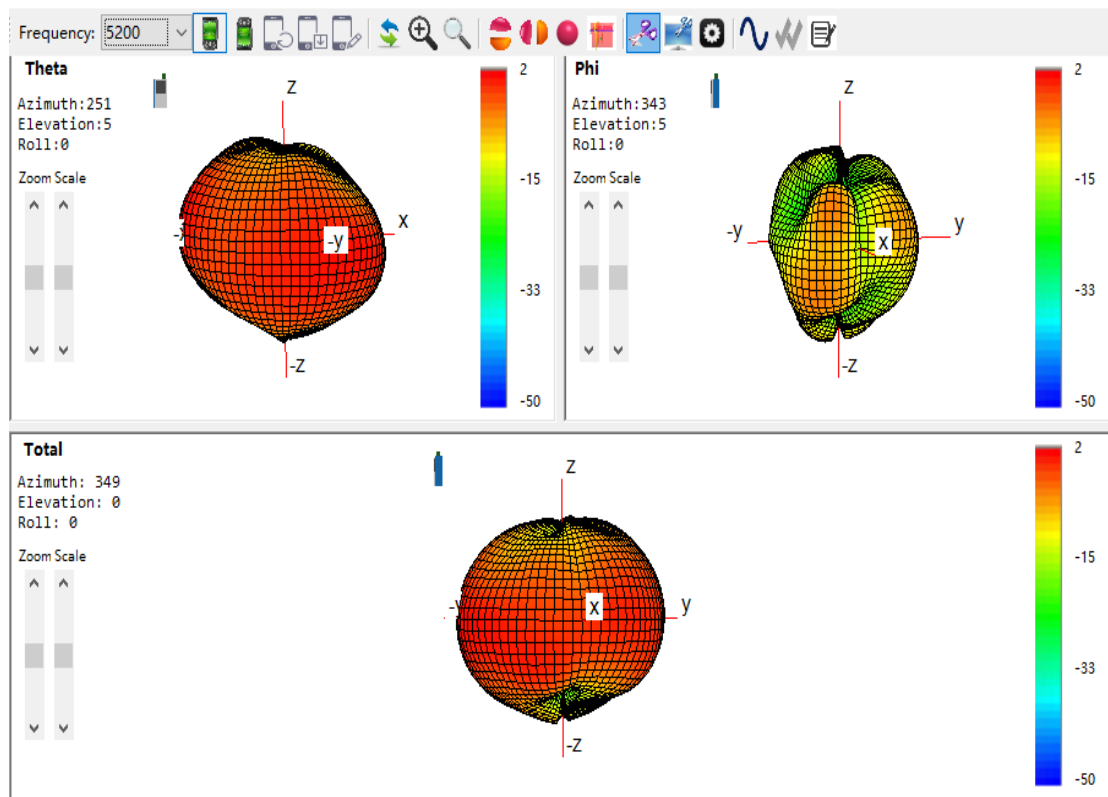 Frequency: 5200
Theta
Azimuth:251
Elevation:5
Roll:0
Zoom Scale
z
x
-y
-z
2
-15
-33
-50
Phi
Azimuth:343
Elevation:5
Roll:0
Zoom Scale
z
-y
y
x
-z
2
-15
-33
-50
Total
Azimuth: 349
Elevation: 0
Roll: 0
Zoom Scale
z
x
y
-z
2
-15
-33
-50